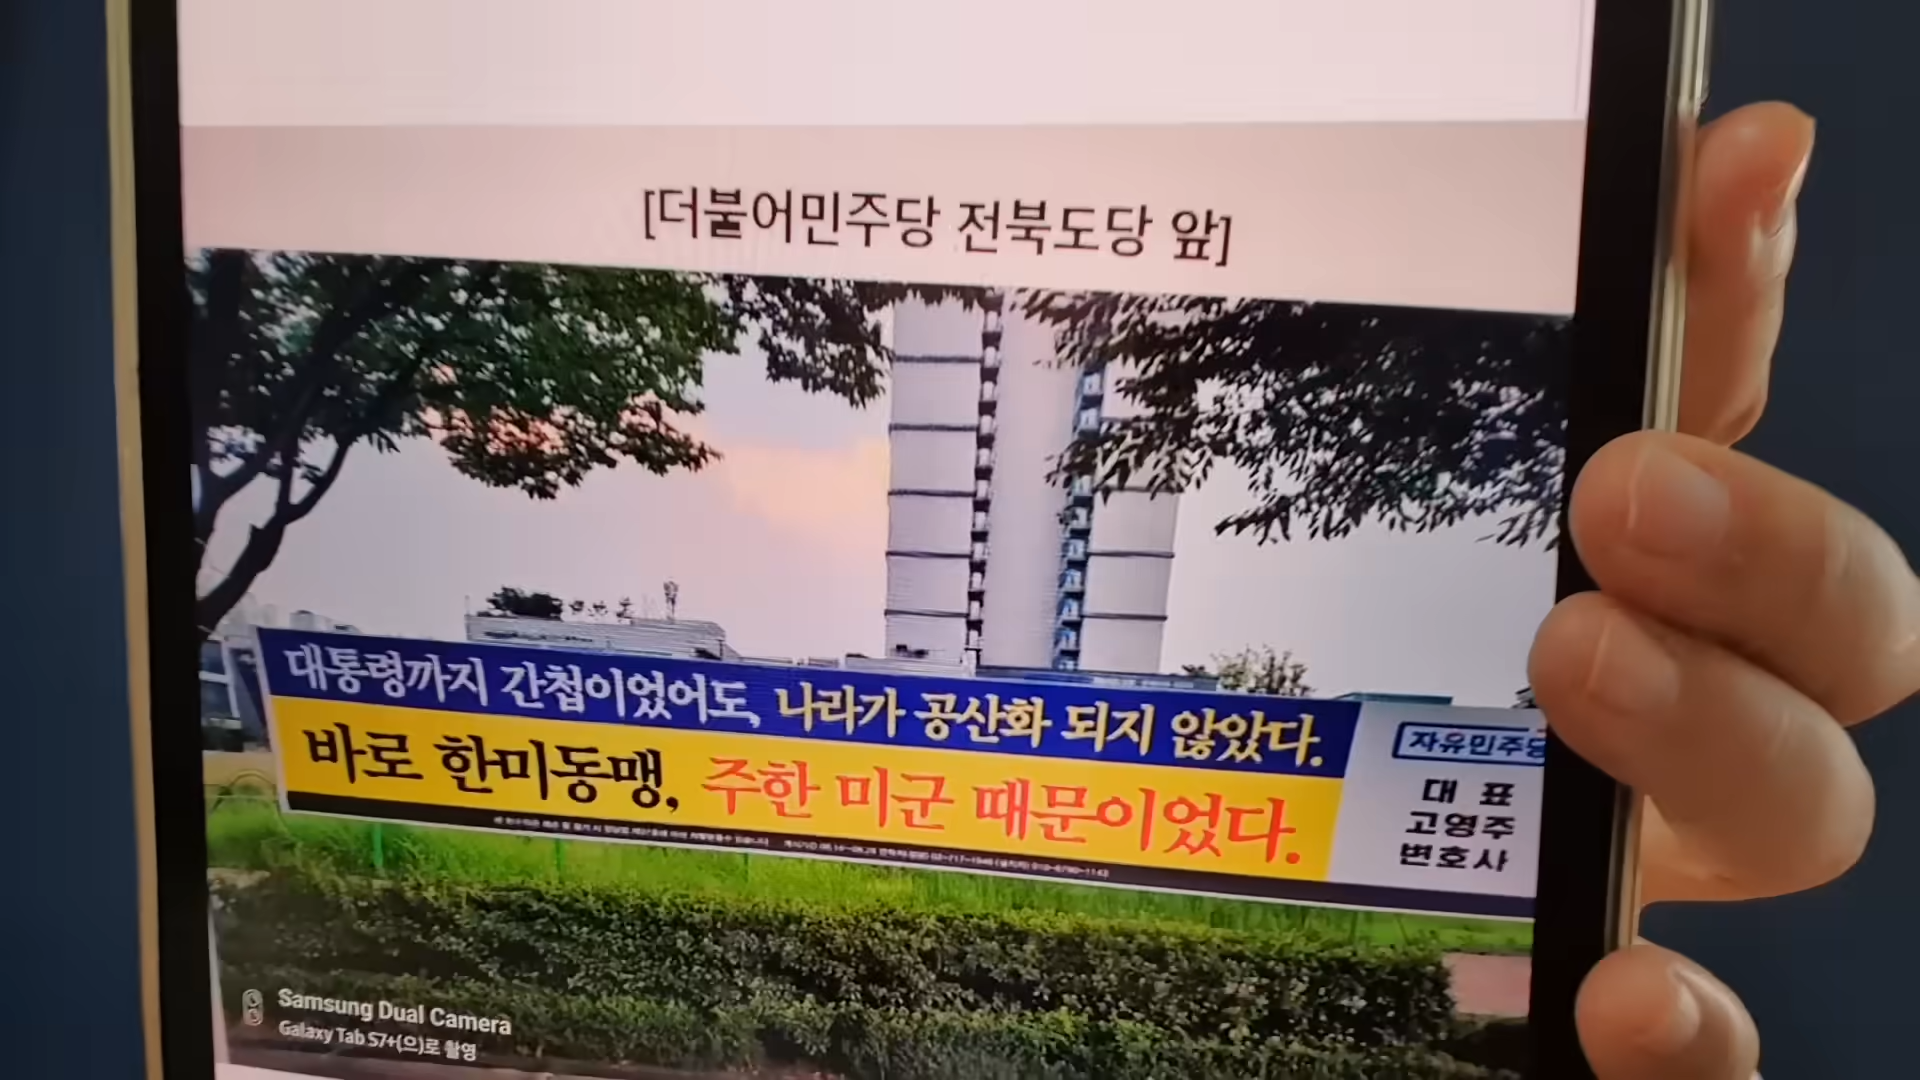 [더불어민주당 전북도당 앞]
대통령까지 간첩이었어도, 나라가 공산화 되지 않았다.
바로 한미동맹, 주한 미군 때문이었다.
자유민주당
대 표
고영주
변호사
Samsung Dual Camera
Galaxy Tab S7+(으)로 촬영